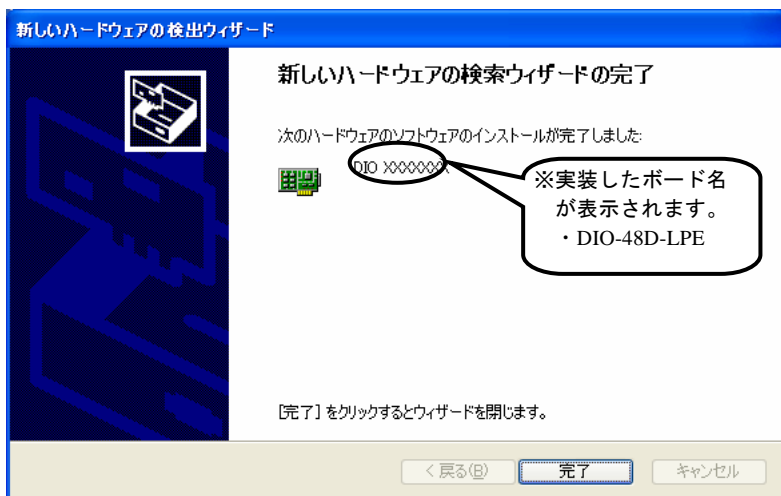 新しいハードウェアの検出ウィザード
新しいハードウェアの検索ウィザードの完了
次のハードウェアのソフトウェアのインストールが完了しました:
DIO XXXXXXX
※実装したボード名
が表示されます。
・DIO-48D-LPE
[完了] をクリックするとウィザードを閉じます。
< 戻る(B)
完了
キャンセル